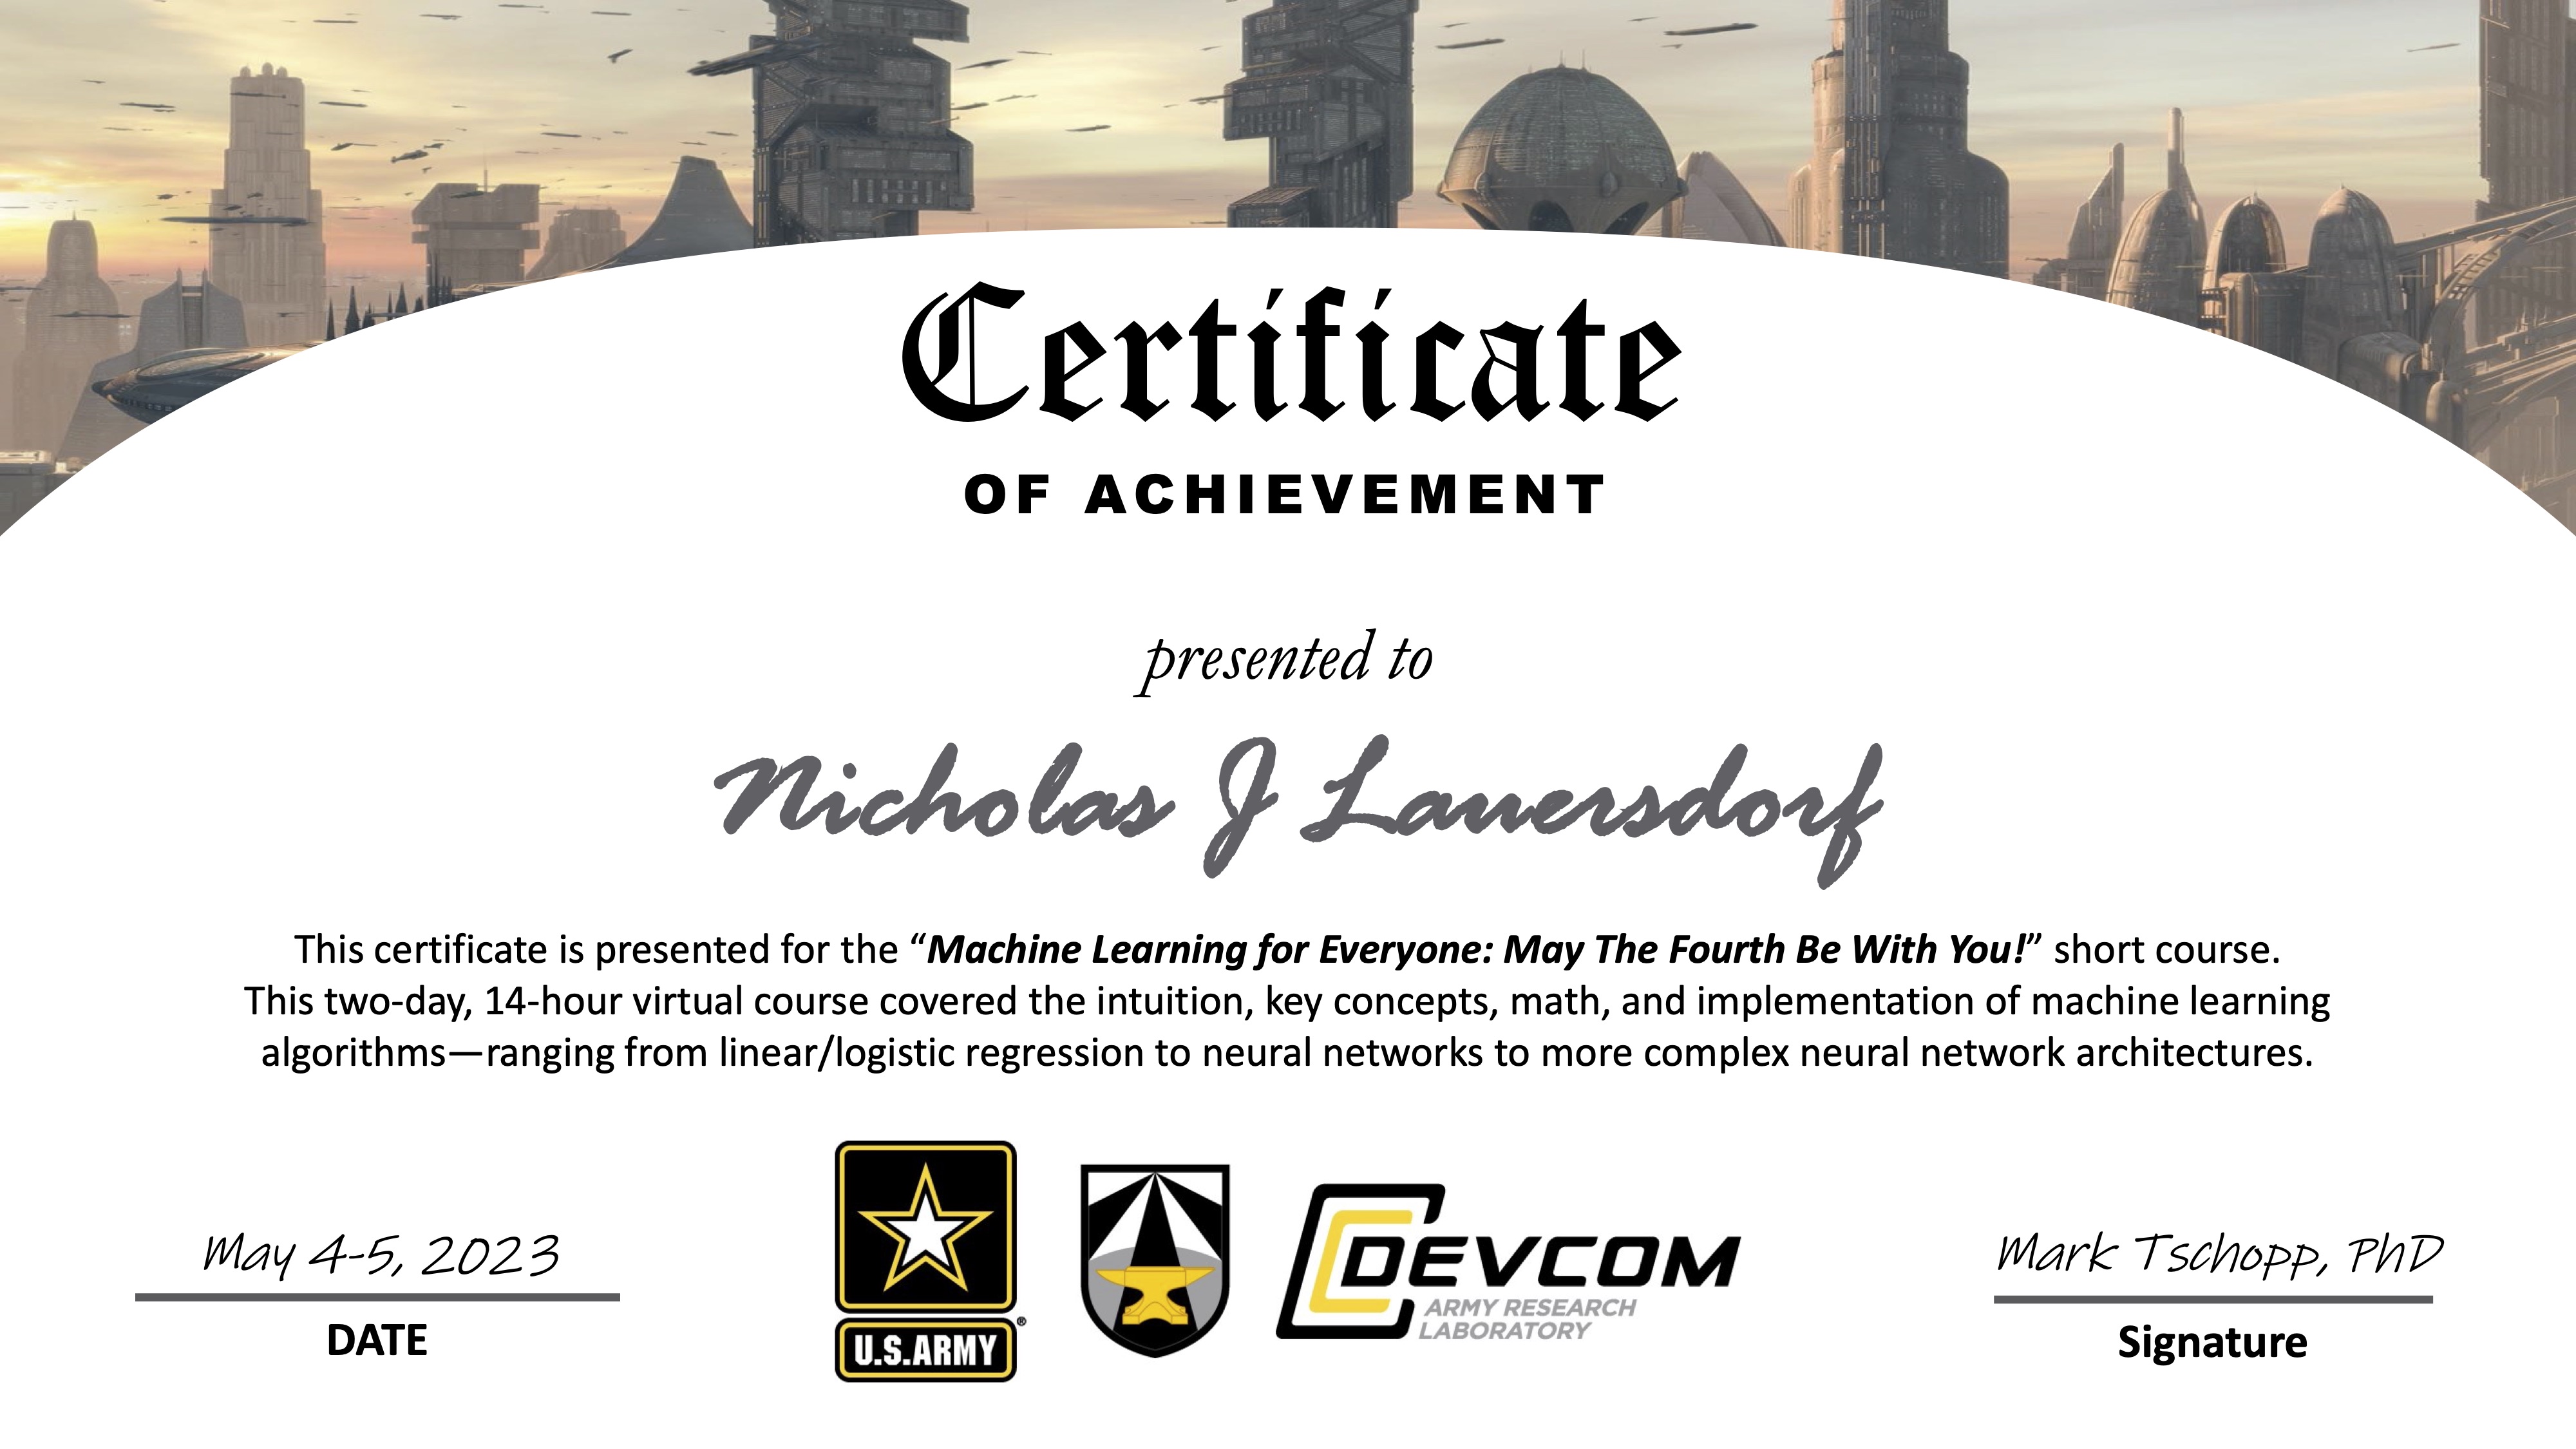 Certificate
OF ACHIEVEMENT
presented to
Nicholas J Lauersdorf
This certificate is presented for the “Machine Learning for Everyone: May The Fourth Be With You!” short course.
This two-day, 14-hour virtual course covered the intuition, key concepts, math, and implementation of machine learning
algorithms—ranging from linear/logistic regression to neural networks to more complex neural network architectures.
May 4-5, 2023
DATE
U.S.ARMY®
DEVCOM
ARMY RESEARCH
LABORATORY
Mark Tschopp, PhD
Signature